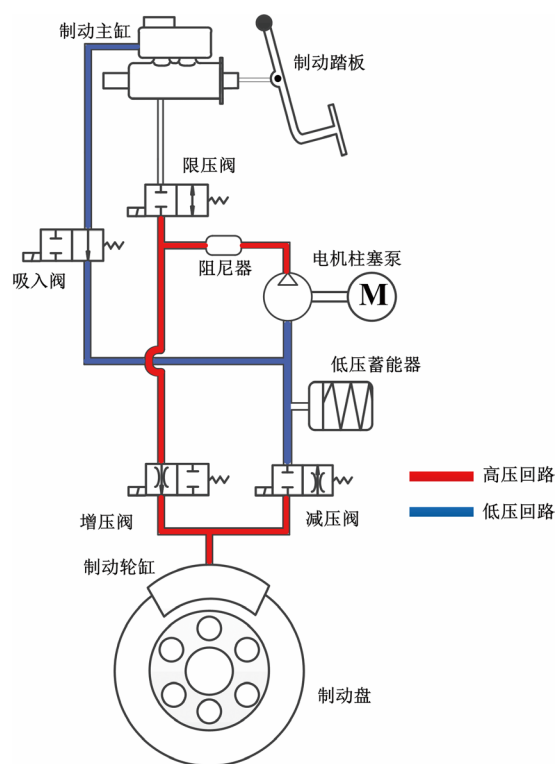 制动主缸
制动踏板
限压阀
吸入阀
阻尼器
电机柱塞泵
M
低压蓄能器
高压回路
低压回路
增压阀
减压阀
制动轮缸
制动盘